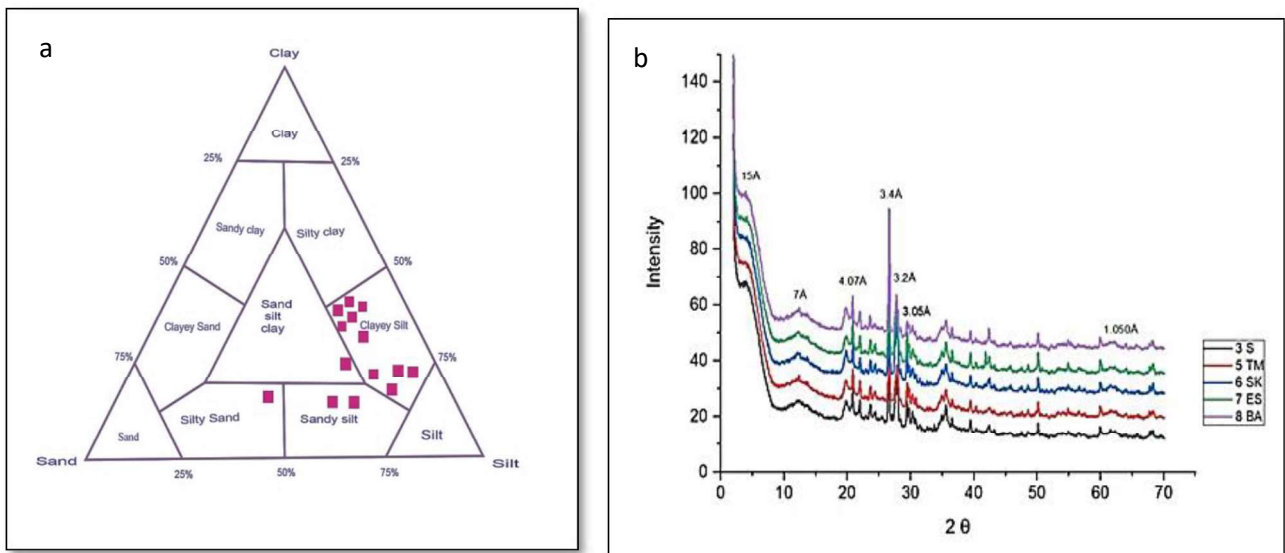 a
Clay
Clay
25%
25%
Sandy clay
Silty clay
50%
50%
Sand
silt
clay
Clayey Sand
Clayey Silt
75%
75%
Silty Sand
Sandy silt
Sand
Silt
Sand
Silt
25%
50%
75%
b
140
120
100
80
60
40
20
0
Intensity
15Å
7Å
4.07Å
3.4Å
3.2Å
3.05Å
1.050Å
3 S
5 TM
6 SK
7 ES
8 BA
0
10
20
30
40
50
60
70
2 θ